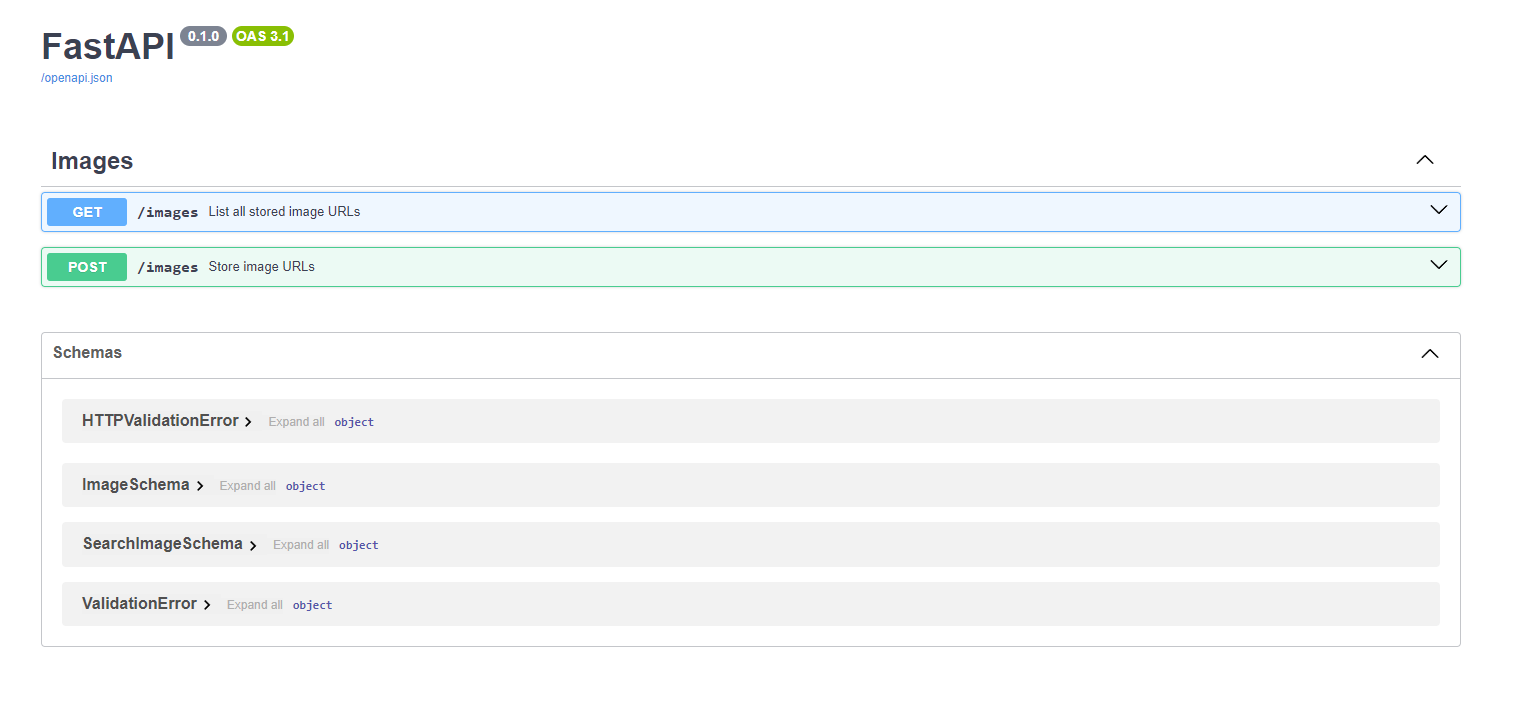 FastAPI 0.1.0 OAS 3.1
/openapi.json
Images
GET /images List all stored image URLs
POST /images Store image URLs
Schemas
HTTPValidationError Expand all object
ImageSchema Expand all object
SearchImageSchema Expand all object
ValidationError Expand all object